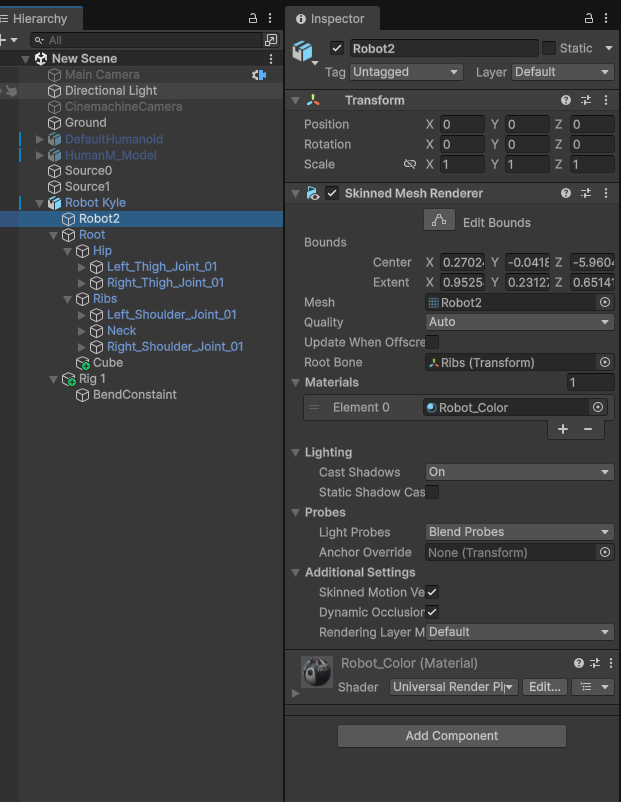 Hierarchy
All
New Scene
Main Camera
Directional Light
CinemachineCamera
Ground
DefaultHumanoid
HumanM_Model
Source0
Source1
Robot Kyle
Robot2
Root
Hip
Left_Thigh_Joint_01
Right_Thigh_Joint_01
Ribs
Left_Shoulder_Joint_01
Neck
Right_Shoulder_Joint_01
Cube
Rig 1
BendConstaint
Inspector
Robot2 Static
Tag Untagged Layer Default
Transform
Position X 0 Y 0 Z 0
Rotation X 0 Y 0 Z 0
Scale X 1 Y 1 Z 1
Skinned Mesh Renderer
Edit Bounds
Bounds
Center X 0.2702 Y -0.0418 Z -5.9604
Extent X 0.9525 Y 0.2312 Z 0.6514
Mesh Robot2
Quality Auto
Update When Offscre
Root Bone Ribs (Transform)
Materials 1
Element 0 Robot_Color
+ −
Lighting
Cast Shadows On
Static Shadow Cas
Probes
Light Probes Blend Probes
Anchor Override None (Transform)
Additional Settings
Skinned Motion Ve
Dynamic Occlusion
Rendering Layer M Default
Robot_Color (Material)
Shader Universal Render Pi Edit...
Add Component